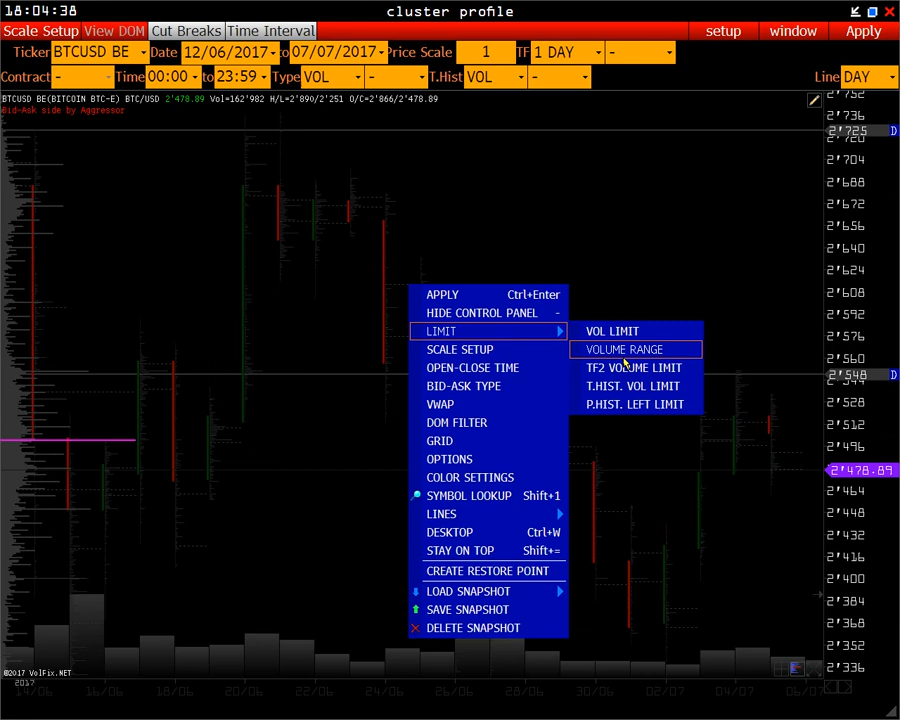 18:04:38 cluster profile
Scale Setup View DOM Cut Breaks Time Interval setup window Apply
Ticker BTCUSD BE Date 12/06/2017 to 07/07/2017 Price Scale 1 TF 1 DAY -
Contract - Time 00:00 to 23:59 Type VOL - T.Hist VOL - Line DAY
BTCUSD BE(BITCOIN BTC-E) BTC/USD 2'478.89 Vol=162'982 H/L=2'890/2'251 O/C=2'866/2'478.89
Bid-Ask side by Aggressor
2'752
2'736
2'725 D
2'720
2'704
2'688
2'672
2'656
2'640
2'624
2'608
2'592
2'576
2'560
2'548 D
2'544
2'528
2'512
2'496
2'478.89
2'464
2'448
2'432
2'416
2'400
2'384
2'368
2'352
2'336
APPLY Ctrl+Enter
HIDE CONTROL PANEL -
LIMIT
SCALE SETUP
OPEN-CLOSE TIME
BID-ASK TYPE
VWAP
DOM FILTER
GRID
OPTIONS
COLOR SETTINGS
SYMBOL LOOKUP Shift+1
LINES
DESKTOP Ctrl+W
STAY ON TOP Shift+=
CREATE RESTORE POINT
LOAD SNAPSHOT
SAVE SNAPSHOT
DELETE SNAPSHOT
VOL LIMIT
VOLUME RANGE
TF2 VOLUME LIMIT
T.HIST. VOL LIMIT
P.HIST. LEFT LIMIT
©2017 VolFix.NET
2017
14/06 16/06 18/06 20/06 22/06 24/06 26/06 28/06 30/06 02/07 04/07 06/07